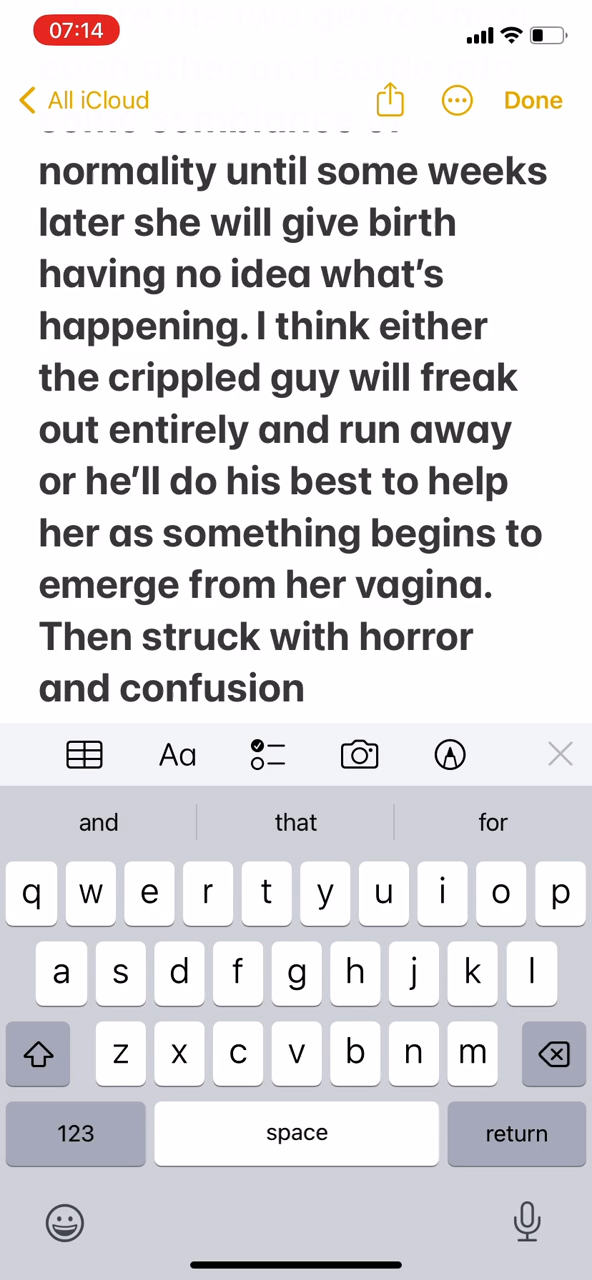 07:14
All iCloud
Done
normality until some weeks
later she will give birth
having no idea what's
happening. I think either
the crippled guy will freak
out entirely and run away
or he'll do his best to help
her as something begins to
emerge from her vagina.
Then struck with horror
and confusion
Aa
and that for
q w e r t y u i o p
a s d f g h j k l
z x c v b n m
123 space return